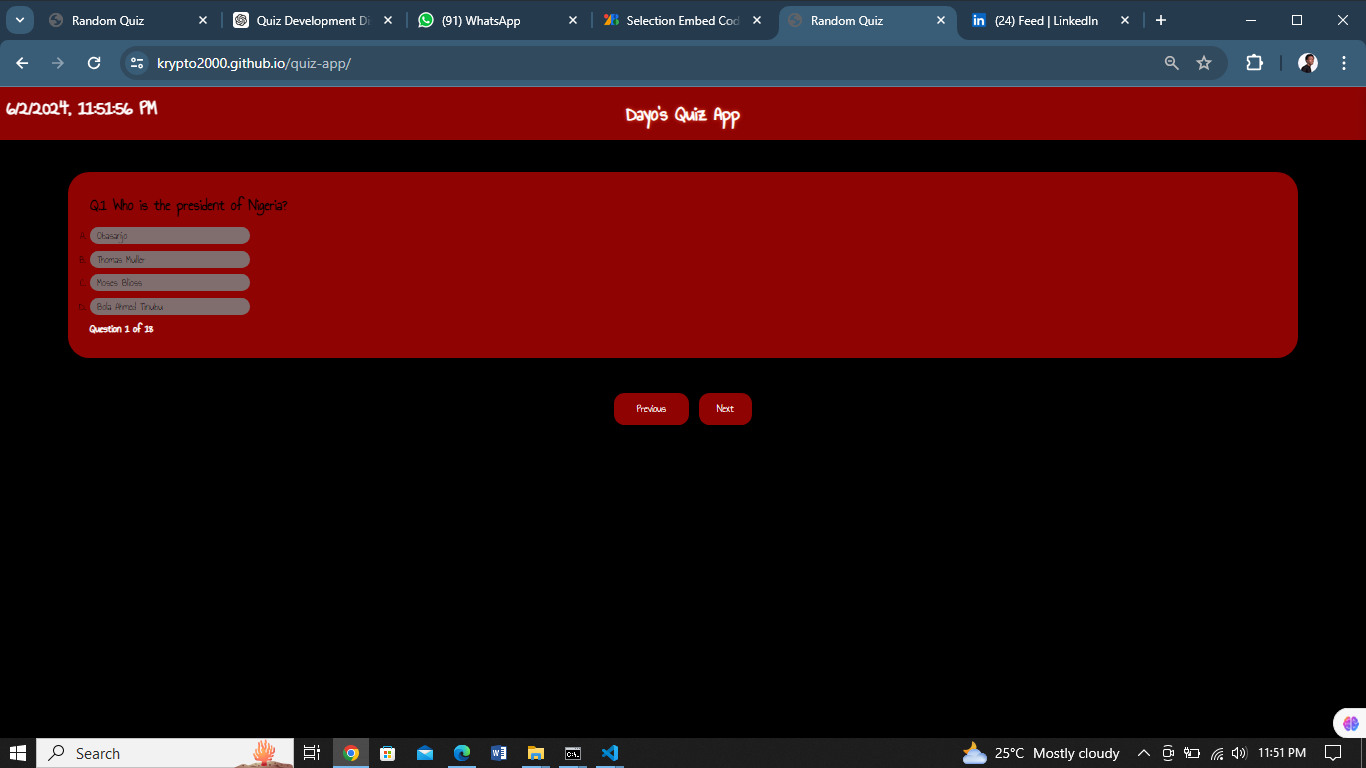 Random Quiz
Quiz Development Di
(91) WhatsApp
Selection Embed Cod
Random Quiz
(24) Feed | LinkedIn
krypto2000.github.io/quiz-app/
6/2/2024, 11:51:56 PM
Dayo's Quiz App
Q.1 Who is the president of Nigeria?
A. Obasanjo
B. Thomas Muller
C. Moses Bliss
D. Bola Ahmed Tinubu
Question 1 of 13
Previous
Next
Search
25°C Mostly cloudy
11:51 PM